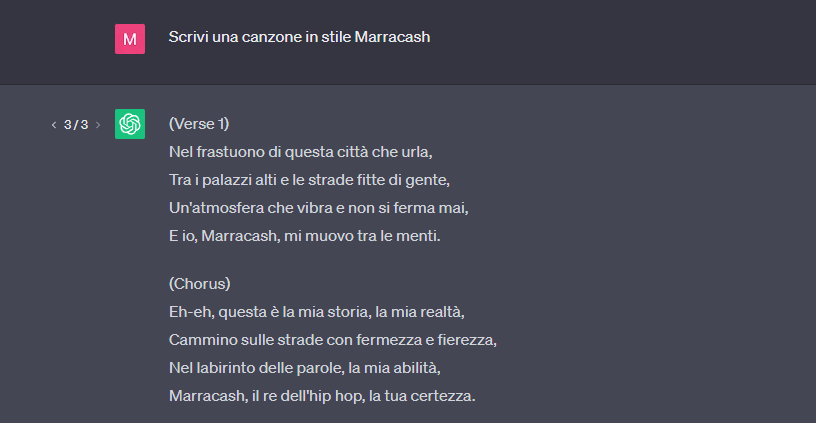 M
Scrivi una canzone in stile Marracash
< 3 / 3 >
(Verse 1)
Nel frastuono di questa città che urla,
Tra i palazzi alti e le strade fitte di gente,
Un'atmosfera che vibra e non si ferma mai,
E io, Marracash, mi muovo tra le menti.
(Chorus)
Eh-eh, questa è la mia storia, la mia realtà,
Cammino sulle strade con fermezza e fierezza,
Nel labirinto delle parole, la mia abilità,
Marracash, il re dell'hip hop, la tua certezza.